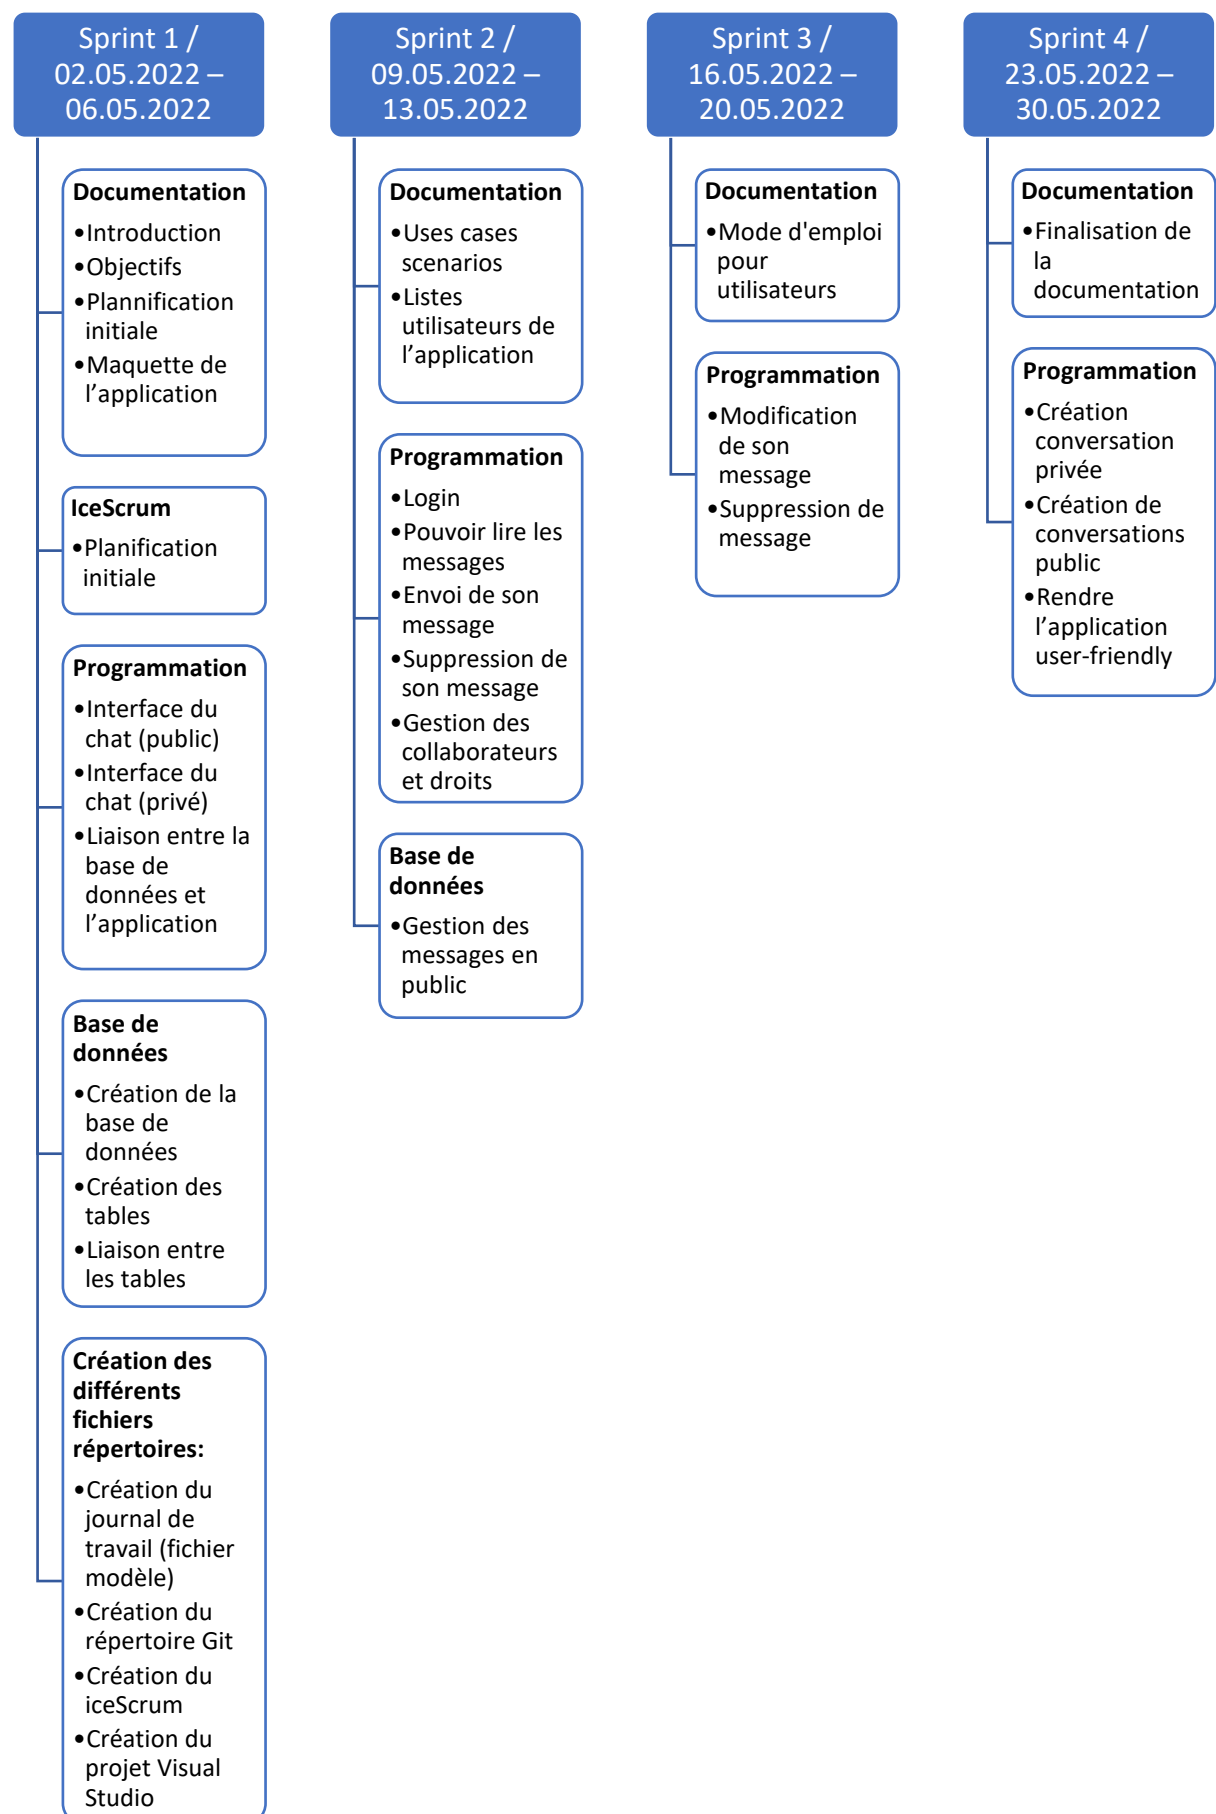 Sprint 1 /
02.05.2022 –
06.05.2022
Documentation
•Introduction
•Objectifs
•Plannification
initiale
•Maquette de
l’application
IceScrum
•Planification
initiale
Programmation
•Interface du
chat (public)
•Interface du
chat (privé)
•Liaison entre la
base de
données et
l’application
Base de
données
•Création de la
base de
données
•Création des
tables
•Liaison entre
les tables
Création des
différents
fichiers
répertoires:
•Création du
journal de
travail (fichier
modèle)
•Création du
répertoire Git
•Création du
iceScrum
•Création du
projet Visual
Studio
Sprint 2 /
09.05.2022 –
13.05.2022
Documentation
•Uses cases
scenarios
•Listes
utilisateurs de
l’application
Programmation
•Login
•Pouvoir lire les
messages
•Envoi de son
message
•Suppression de
son message
•Gestion des
collaborateurs
et droits
Base de
données
•Gestion des
messages en
public
Sprint 3 /
16.05.2022 –
20.05.2022
Documentation
•Mode d'emploi
pour
utilisateurs
Programmation
•Modification
de son
message
•Suppression de
message
Sprint 4 /
23.05.2022 –
30.05.2022
Documentation
•Finalisation de
la
documentation
Programmation
•Création
conversation
privée
•Création de
conversations
public
•Rendre
l’application
user-friendly